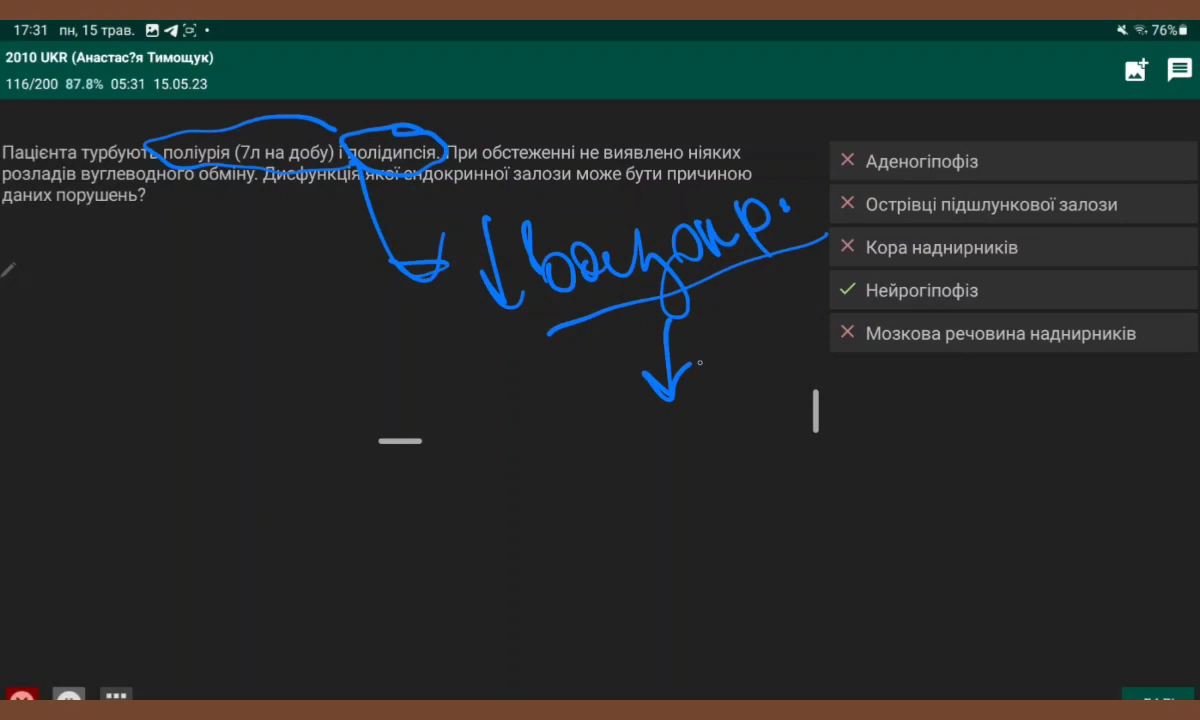 17:31 пн, 15 трав. 76%
2010 UKR (Анастас?я Тимощук)
116/200 87.8% 05:31 15.05.23
Пацієнта турбують поліурія (7л на добу) і полідипсія. При обстеженні не виявлено ніяких
розладів вуглеводного обміну. Дисфункція якої ендокринної залози може бути причиною
даних порушень?
Аденогіпофіз
Острівці підшлункової залози
Кора наднирників
Нейрогіпофіз
Мозкова речовина наднирників